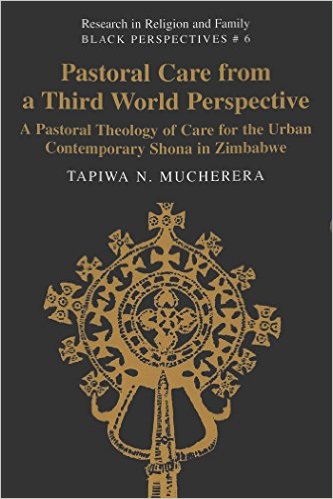 Research in Religion and Family
BLACK PERSPECTIVES # 6
Pastoral Care from
a Third World Perspective
A Pastoral Theology of Care for the Urban
Contemporary Shona in Zimbabwe
TAPIWA N. MUCHERERA